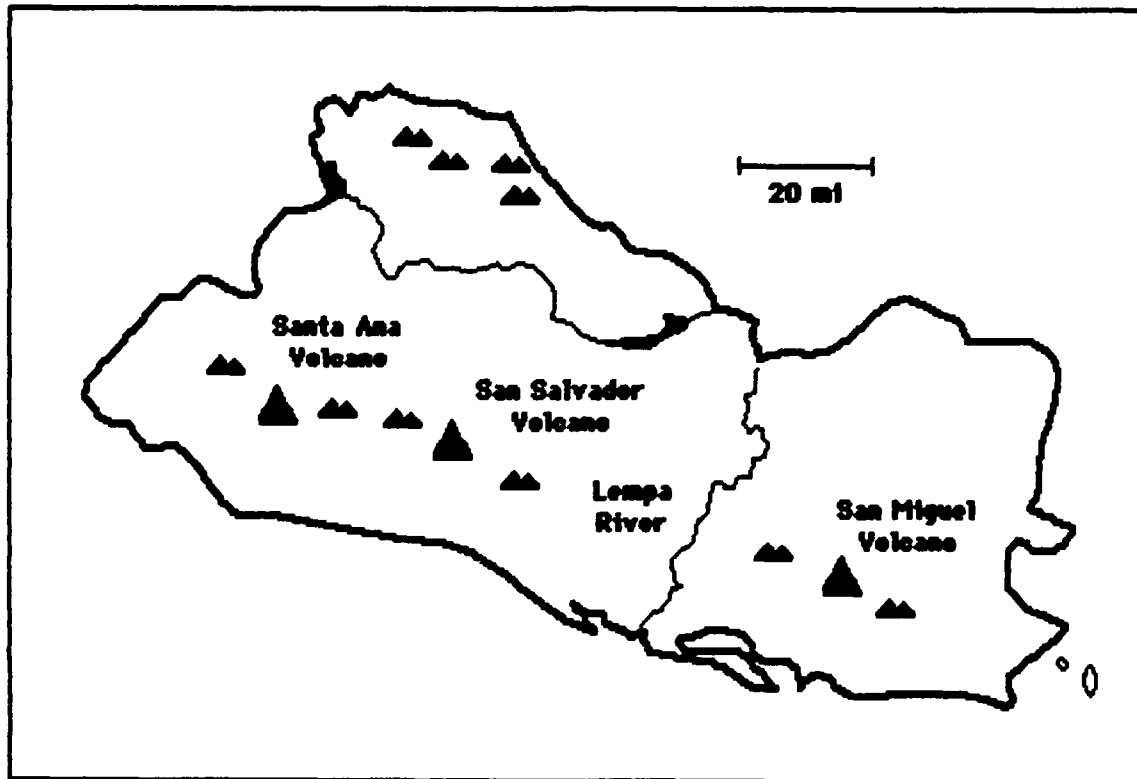 20 mi
Santa Ana
Volcano
San Salvador
Volcano
Lempa
River
San Miguel
Volcano